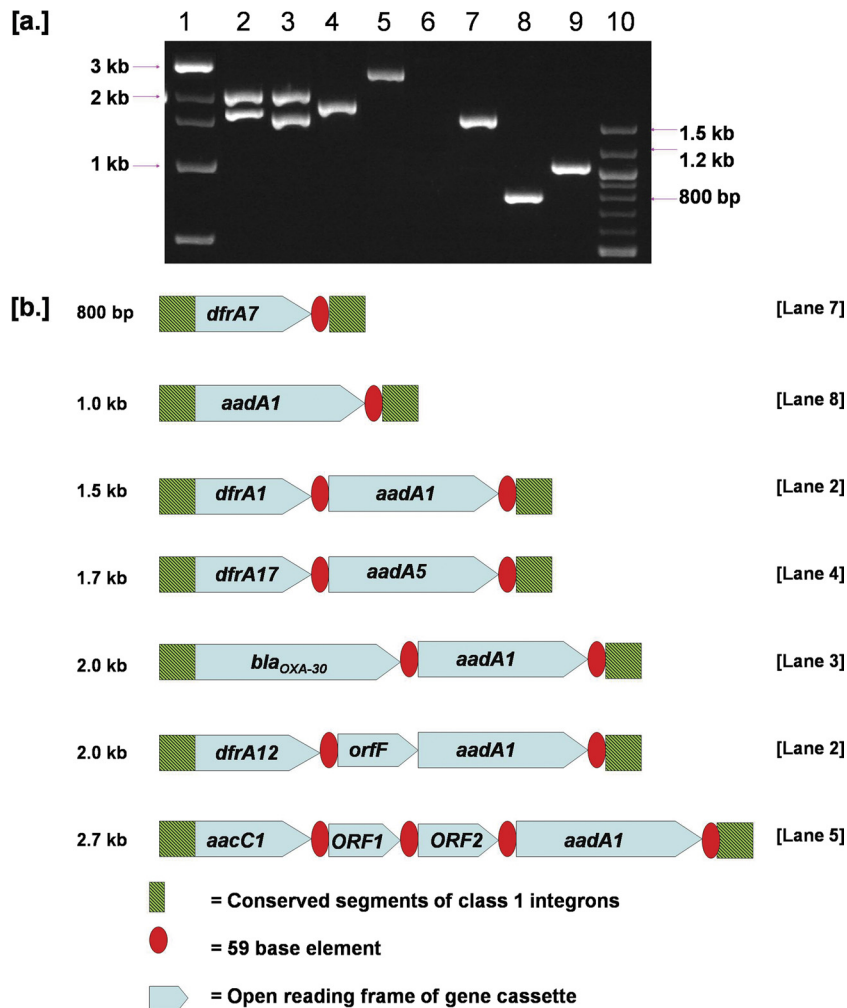 [a.] 1 2 3 4 5 6 7 8 9 10
3 kb
2 kb
1 kb
1.5 kb
1.2 kb
800 bp
[b.] 800 bp dfrA7 [Lane 7]
1.0 kb aadA1 [Lane 8]
1.5 kb dfrA1 aadA1 [Lane 2]
1.7 kb dfrA17 aadA5 [Lane 4]
2.0 kb blaOXA-30 aadA1 [Lane 3]
2.0 kb dfrA12 orfF aadA1 [Lane 2]
2.7 kb aacC1 ORF1 ORF2 aadA1 [Lane 5]
= Conserved segments of class 1 integrons
= 59 base element
= Open reading frame of gene cassette